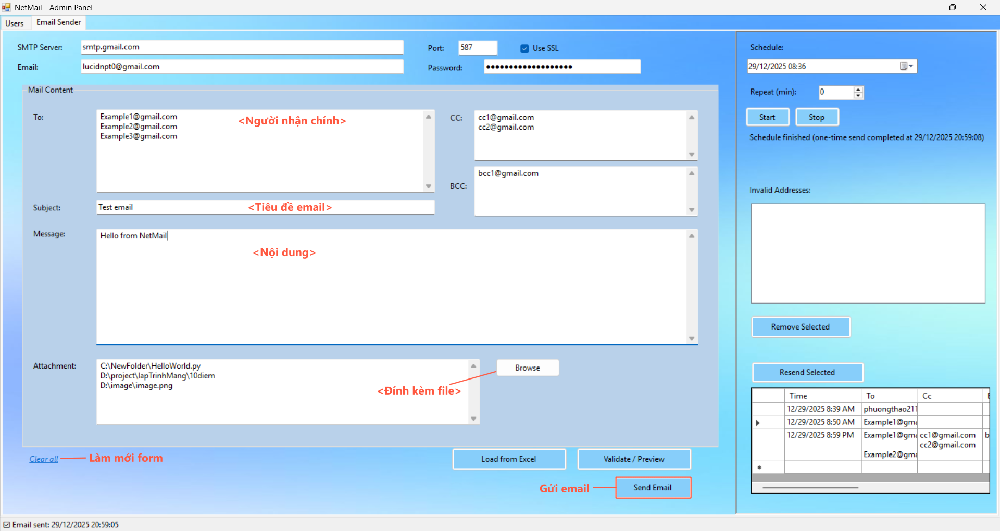 NetMail - Admin Panel
Users
Email Sender
SMTP Server:
smtp.gmail.com
Port:
587
Use SSL
Email:
lucidnpt0@gmail.com
Password:
●●●●●●●●●●●●●●●●●●●
Mail Content
To:
Example1@gmail.com
Example2@gmail.com
Example3@gmail.com
<Người nhận chính>
CC:
cc1@gmail.com
cc2@gmail.com
BCC:
bcc1@gmail.com
Subject:
Test email
<Tiêu đề email>
Message:
Hello from NetMail
<Nội dung>
Attachment:
C:\NewFolder\HelloWorld.py
D:\project\lapTrinhMang\10diem
D:\image\image.png
Browse
<Đính kèm file>
Clear all
Làm mới form
Load from Excel
Validate / Preview
Gửi email
Send Email
Schedule:
29/12/2025 08:36
Repeat (min):
0
Start
Stop
Schedule finished (one-time send completed at 29/12/2025 20:59:08)
Invalid Addresses:
Remove Selected
Resend Selected
Time To Cc
12/29/2025 8:39 AM phuongthao211
12/29/2025 8:50 AM Example1@gma
12/29/2025 8:59 PM Example1@gma cc1@gmail.com b
cc2@gmail.com
Example2@gma
Email sent: 29/12/2025 20:59:05